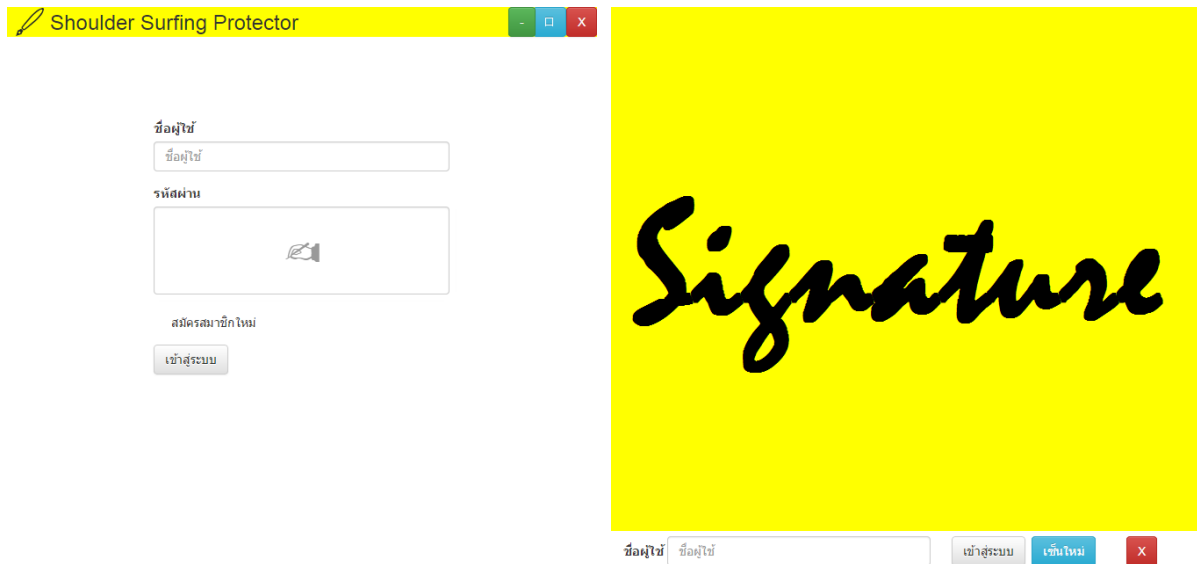 Shoulder Surfing Protector
- □ X
ชื่อผู้ใช้
ชื่อผู้ใช้
รหัสผ่าน
สมัครสมาชิกใหม่
เข้าสู่ระบบ
Signature
ชื่อผู้ใช้ ชื่อผู้ใช้ เข้าสู่ระบบ เซ็นใหม่ X